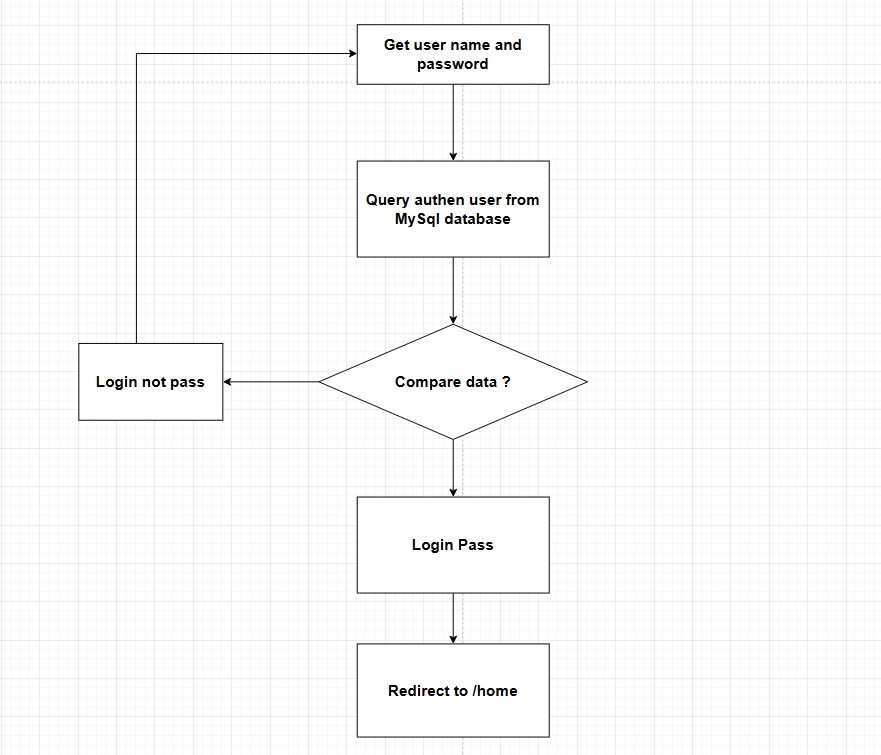 Get user name and
password
Query authen user from
MySql database
Login not pass
Compare data ?
Login Pass
Redirect to /home